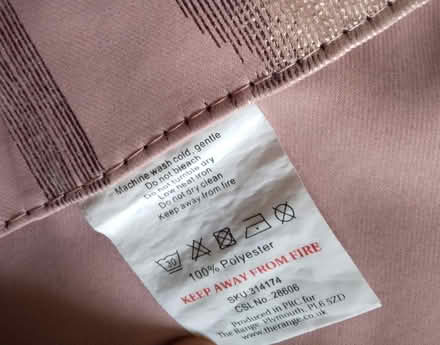 Machine wash cold, gentle
Do not bleach
Do not tumble dry
Low heat iron
Do not dry clean
Keep away from fire
30
100% Polyester
KEEP AWAY FROM FIRE
SKU:314174
CSL No.:28606
Produced in PRC for
The Range, Plymouth, PL6 5ZD
www.therange.co.uk